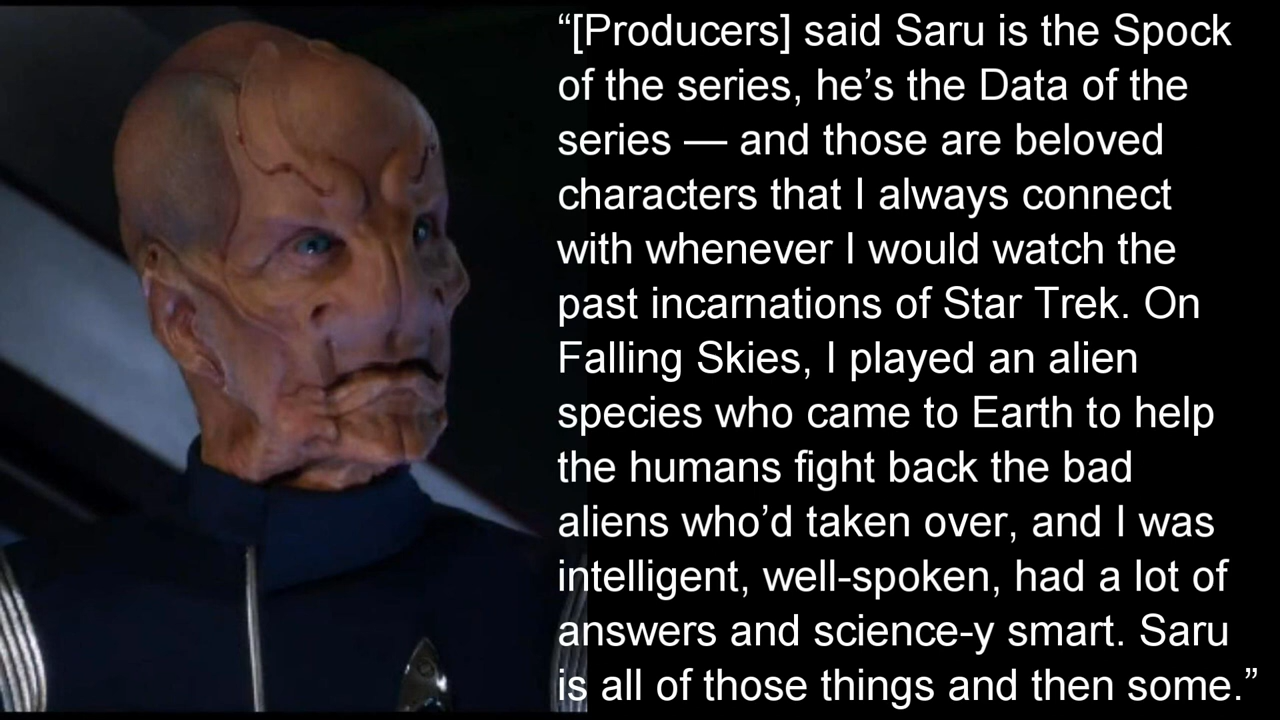 “[Producers] said Saru is the Spock
of the series, he’s the Data of the
series — and those are beloved
characters that I always connect
with whenever I would watch the
past incarnations of Star Trek. On
Falling Skies, I played an alien
species who came to Earth to help
the humans fight back the bad
aliens who’d taken over, and I was
intelligent, well-spoken, had a lot of
answers and science-y smart. Saru
is all of those things and then some.”